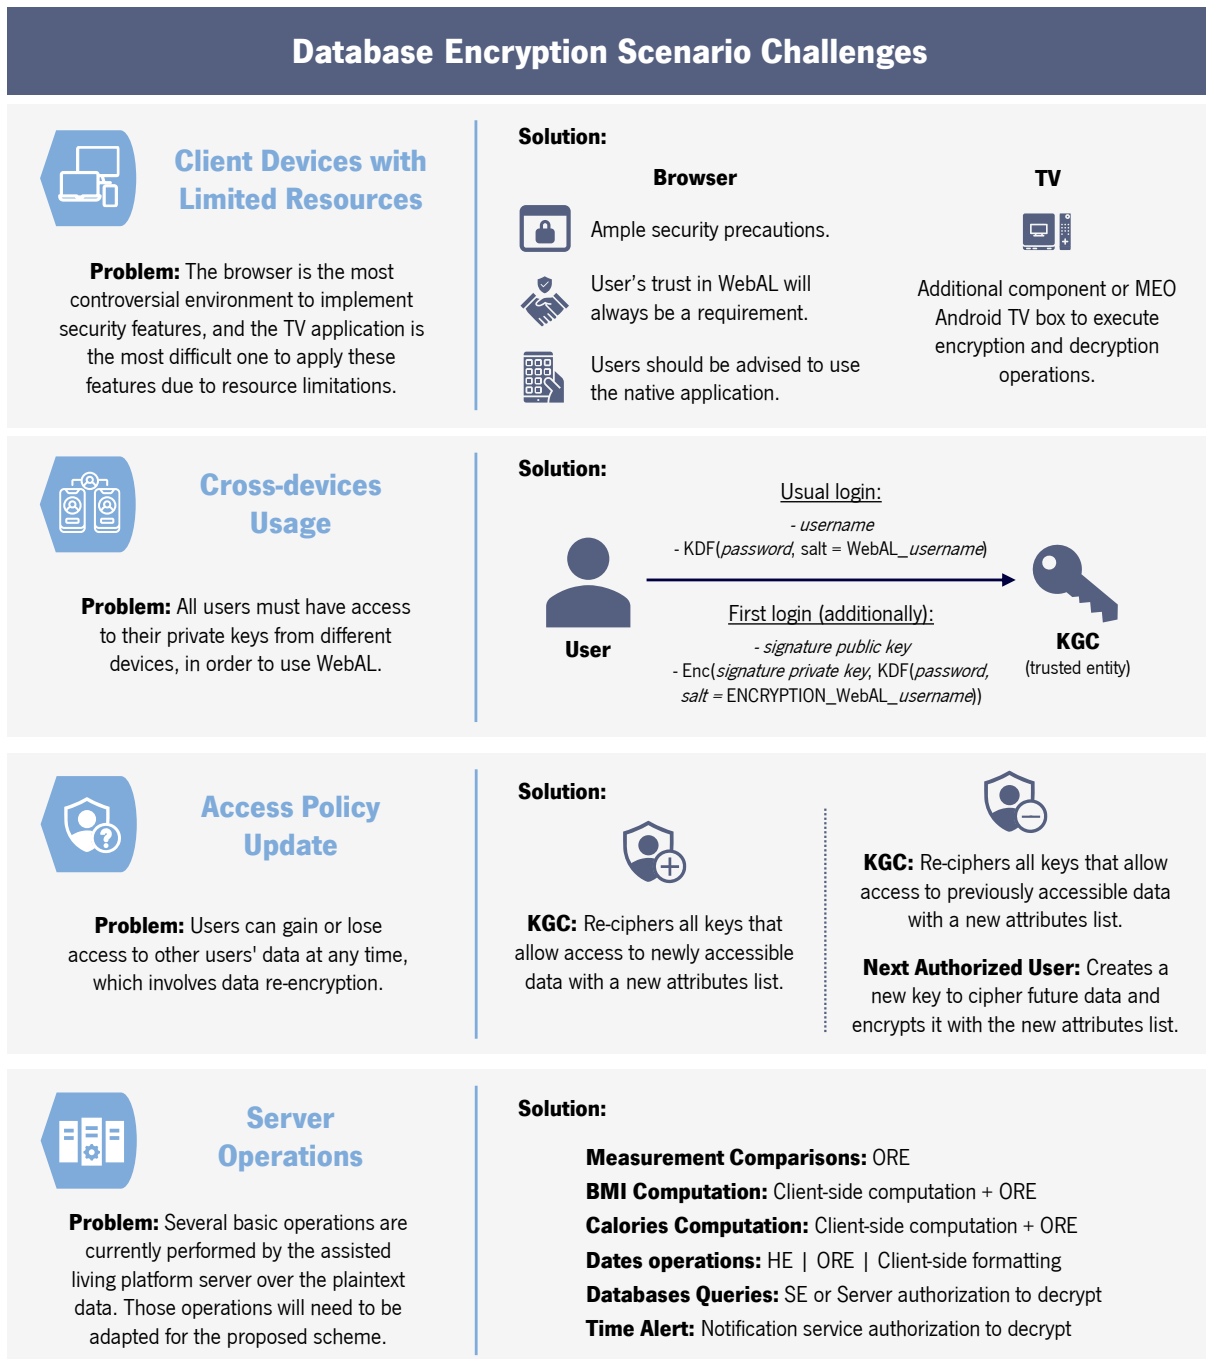 Database Encryption Scenario Challenges
Client Devices with
Limited Resources
Problem: The browser is the most
controversial environment to implement
security features, and the TV application is
the most difficult one to apply these
features due to resource limitations.
Solution:
Browser
Ample security precautions.
User's trust in WebAL will
always be a requirement.
Users should be advised to use
the native application.
TV
Additional component or MEO
Android TV box to execute
encryption and decryption
operations.
Cross-devices
Usage
Problem: All users must have access
to their private keys from different
devices, in order to use WebAL.
Solution:
User
Usual login:
- username
- KDF(password, salt = WebAL_username)
First login (additionally):
- signature public key
- Enc(signature private key, KDF(password,
salt = ENCRYPTION_WebAL_username))
KGC
(trusted entity)
Access Policy
Update
Problem: Users can gain or lose
access to other users' data at any time,
which involves data re-encryption.
Solution:
KGC: Re-ciphers all keys that
allow access to newly accessible
data with a new attributes list.
KGC: Re-ciphers all keys that allow
access to previously accessible data
with a new attributes list.
Next Authorized User: Creates a
new key to cipher future data and
encrypts it with the new attributes list.
Server
Operations
Problem: Several basic operations are
currently performed by the assisted
living platform server over the plaintext
data. Those operations will need to be
adapted for the proposed scheme.
Solution:
Measurement Comparisons: ORE
BMI Computation: Client-side computation + ORE
Calories Computation: Client-side computation + ORE
Dates operations: HE | ORE | Client-side formatting
Databases Queries: SE or Server authorization to decrypt
Time Alert: Notification service authorization to decrypt